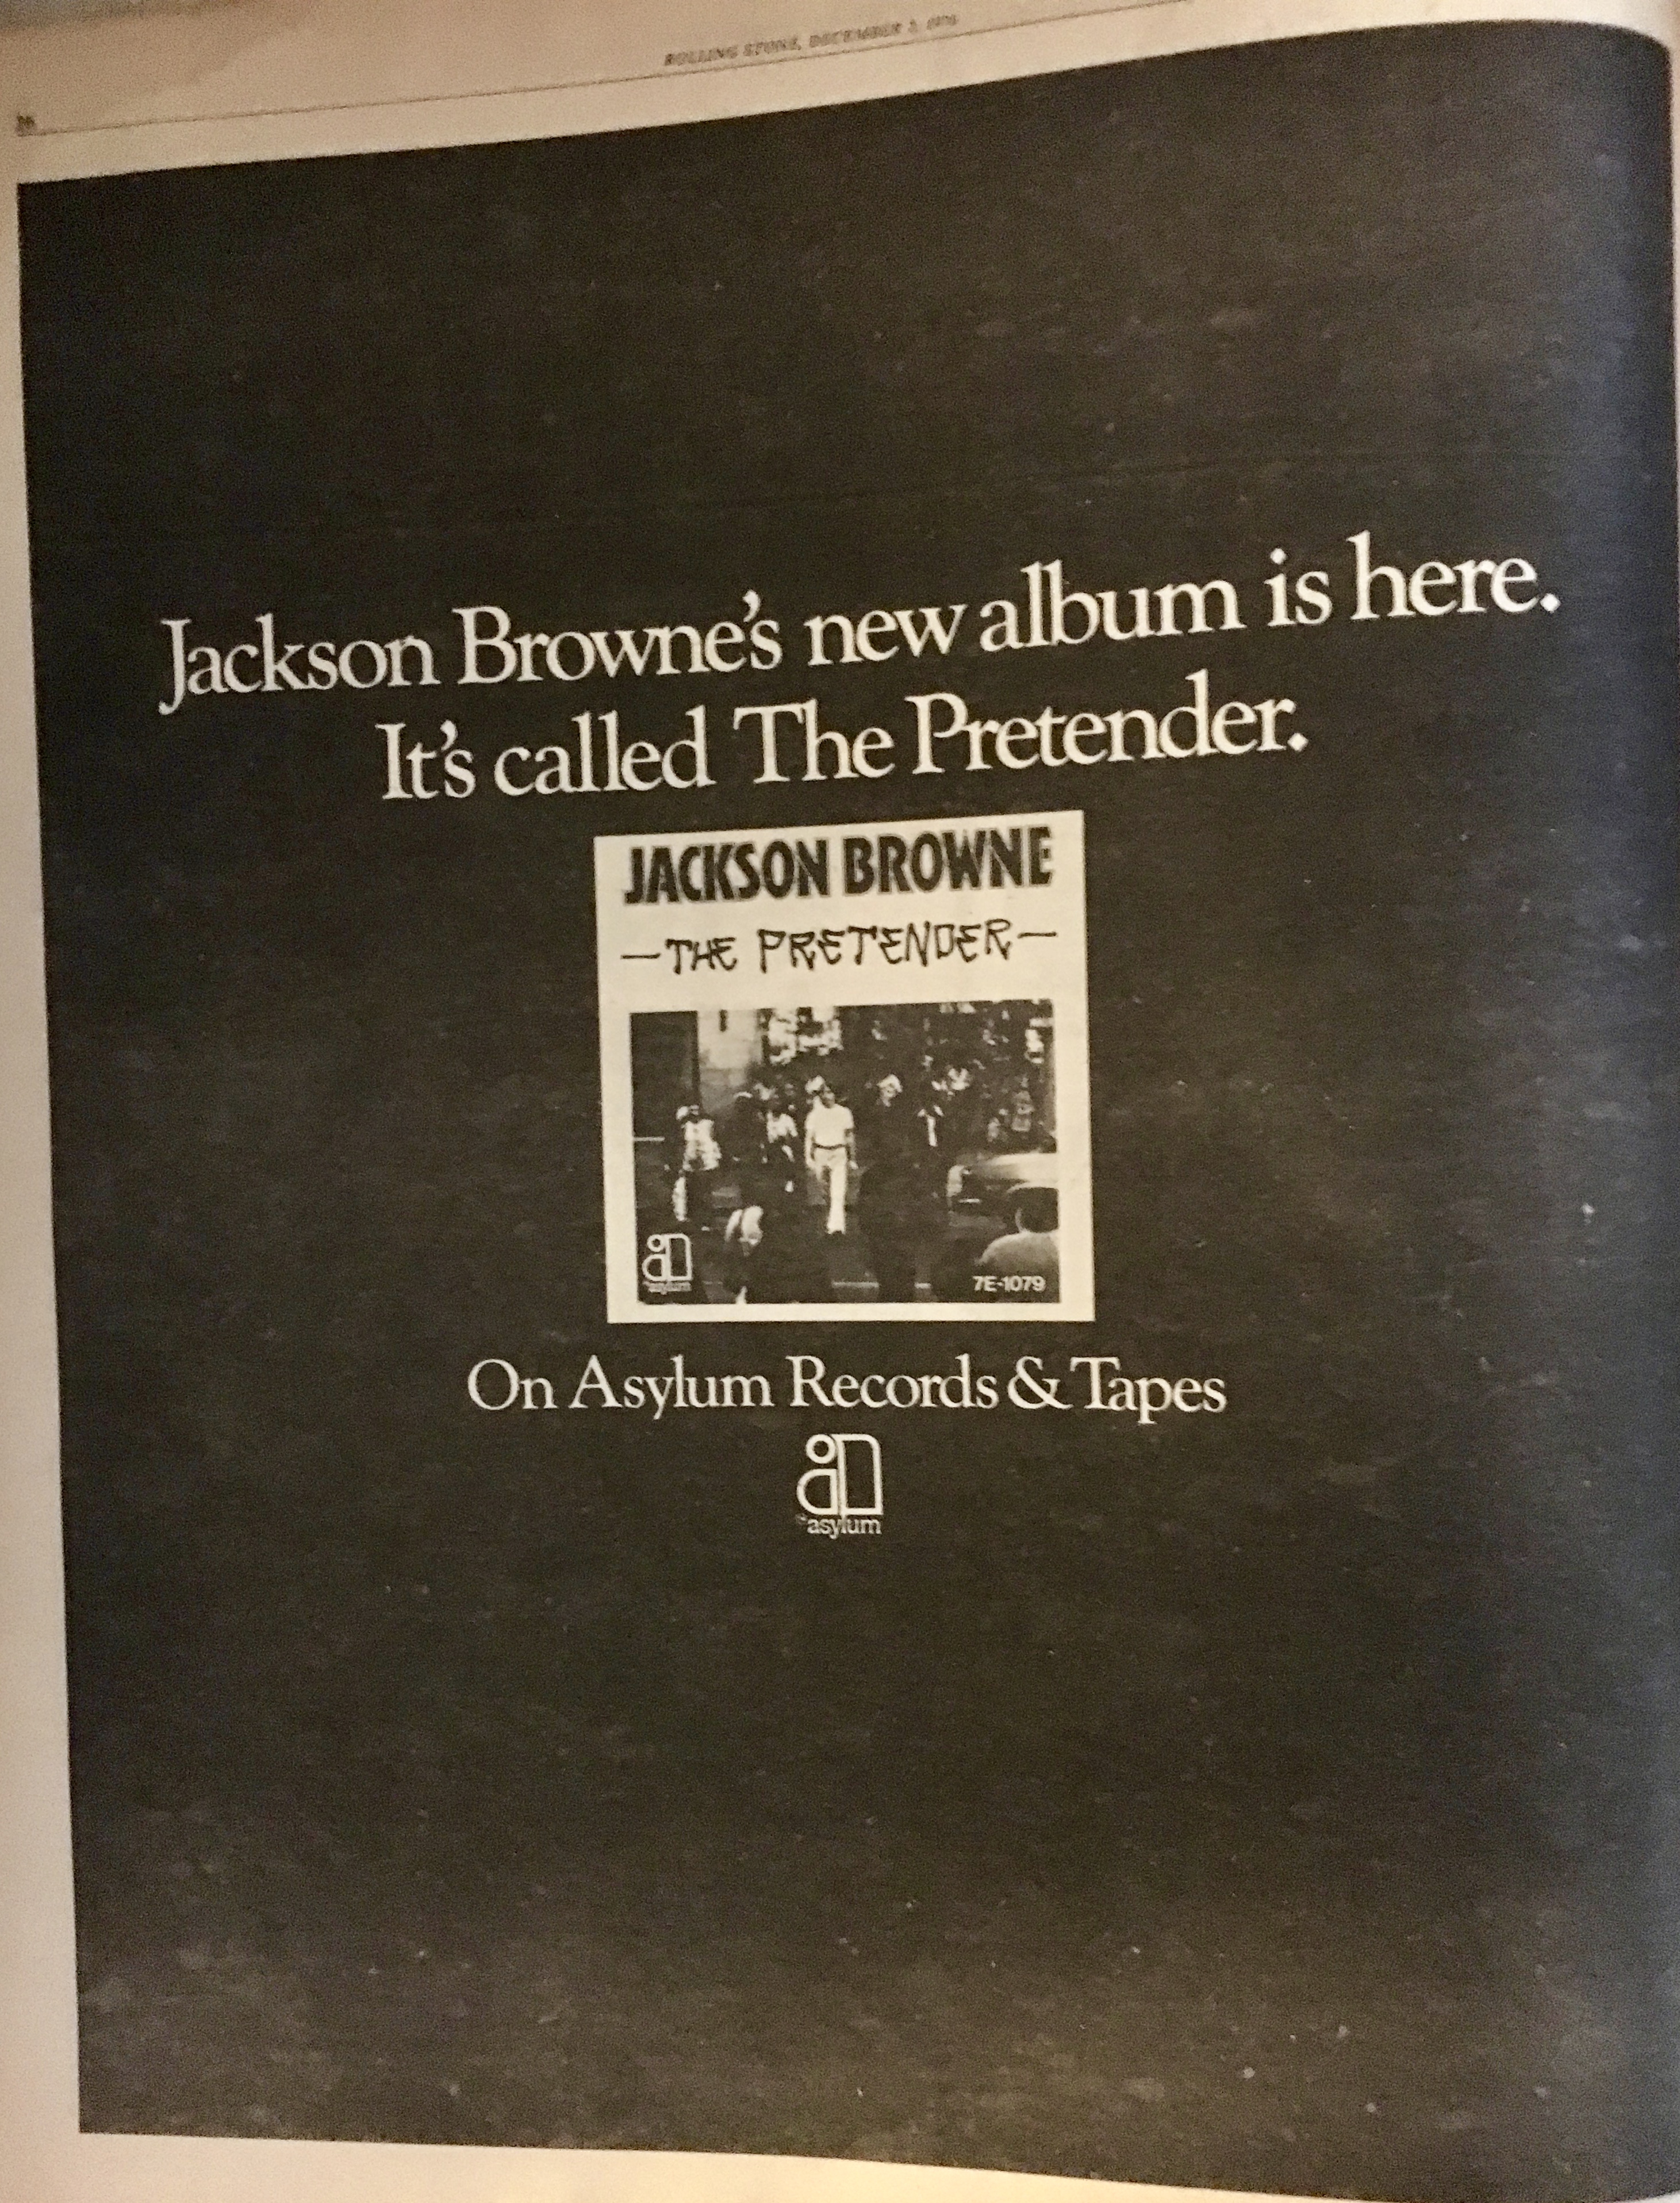 ROLLING STONE, DECEMBER 2, 1976
Jackson Browne's new album is here.
It's called The Pretender.
JACKSON BROWNE
—THE PRETENDER—
asylum
7E-1079
On Asylum Records & Tapes
asylum